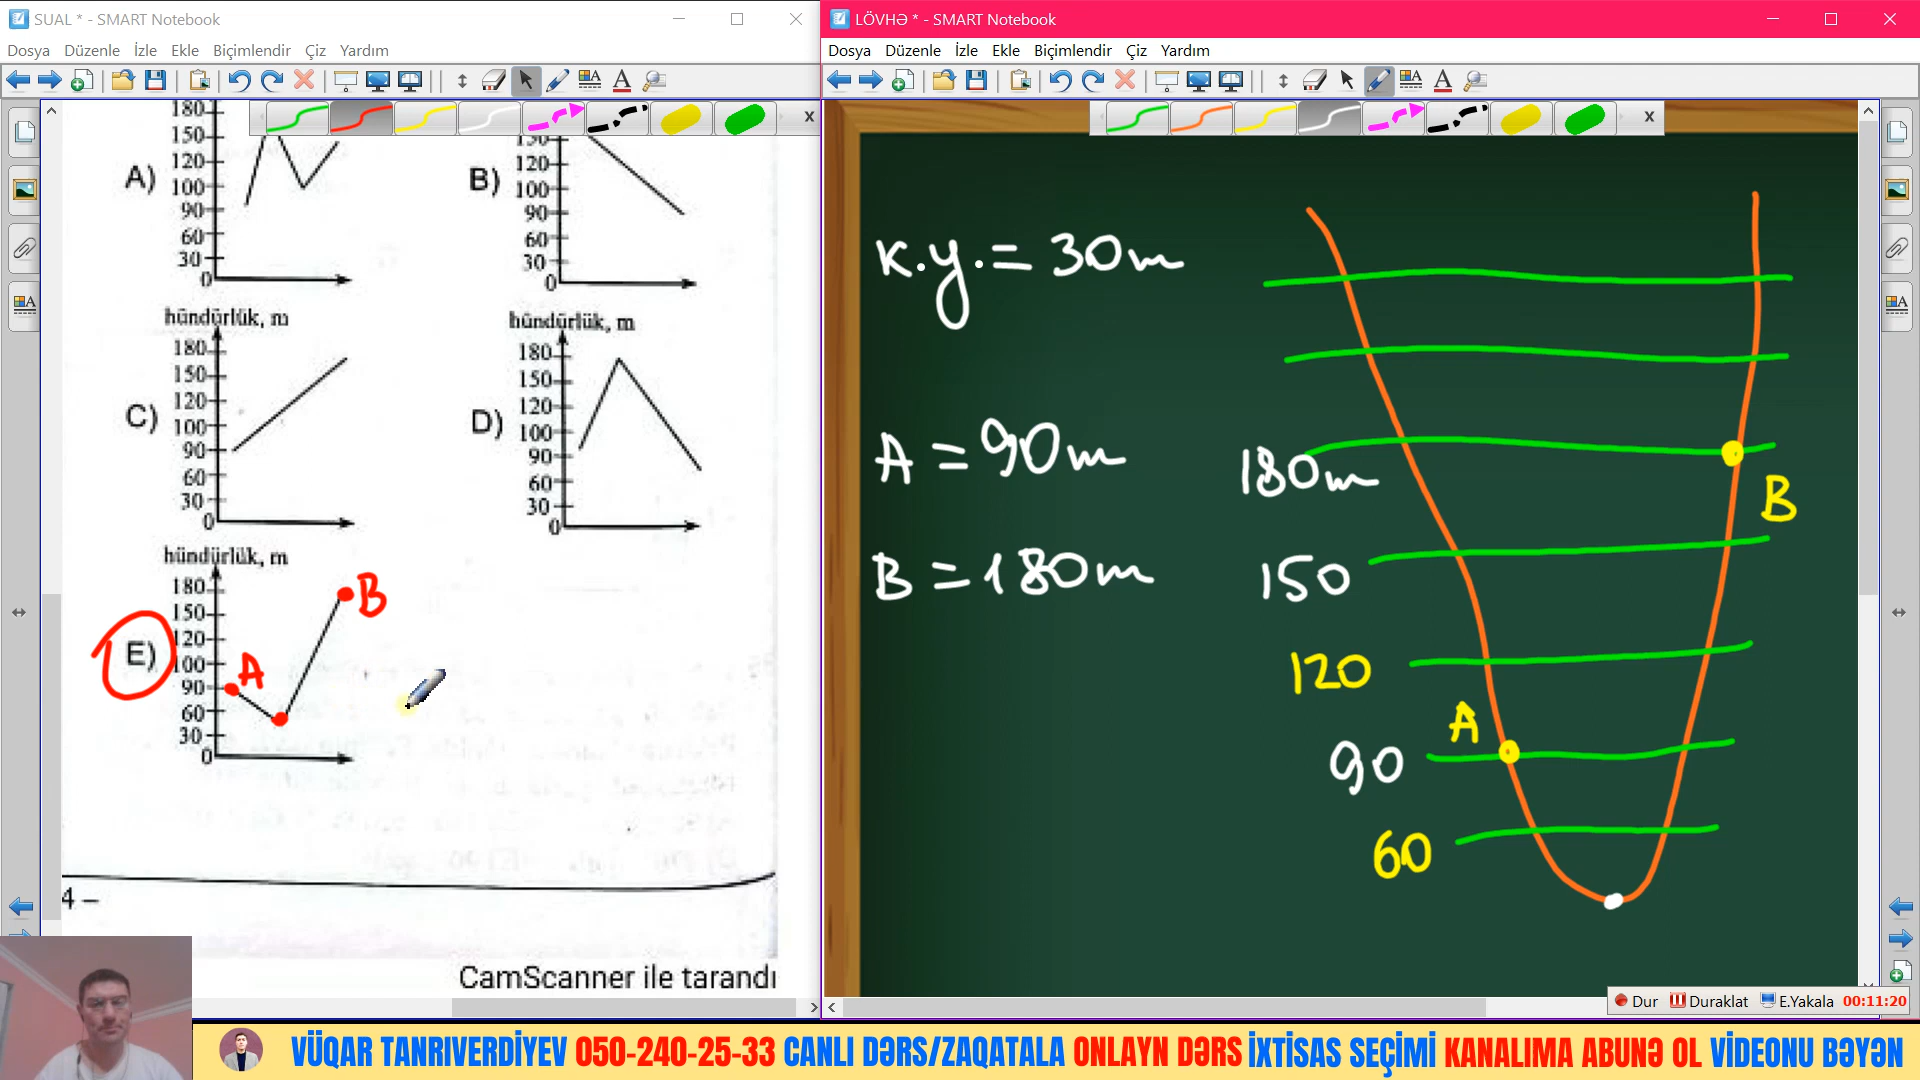 SUAL * - SMART Notebook
Dosya Düzenle İzle Ekle Biçimlendir Çiz Yardım
180
150
120
A) 100
90
60
30
0
150
120
B) 100
90
60
30
0
hündürlük, m
180
150
120
C) 100
90
60
30
0
hündürlük, m
180
150
120
D) 100
90
60
30
0
hündürlük, m
180
150
120
E) 100
90
60
30
0
A
B
4 –
CamScanner ile tarandı
LÖVHƏ * - SMART Notebook
Dosya Düzenle İzle Ekle Biçimlendir Çiz Yardım
K.y. = 30m
A = 90m
B = 180m
180m
150
120
90
60
A
B
Dur Duraklat E.Yakala 00:11:20
VÜQAR TANRIVERDİYEV 050-240-25-33 CANLI DƏRS/ZAQATALA ONLAYN DƏRS İXTİSAS SEÇİMİ KANALIMA ABUNƏ OL VİDEONU BƏYƏN